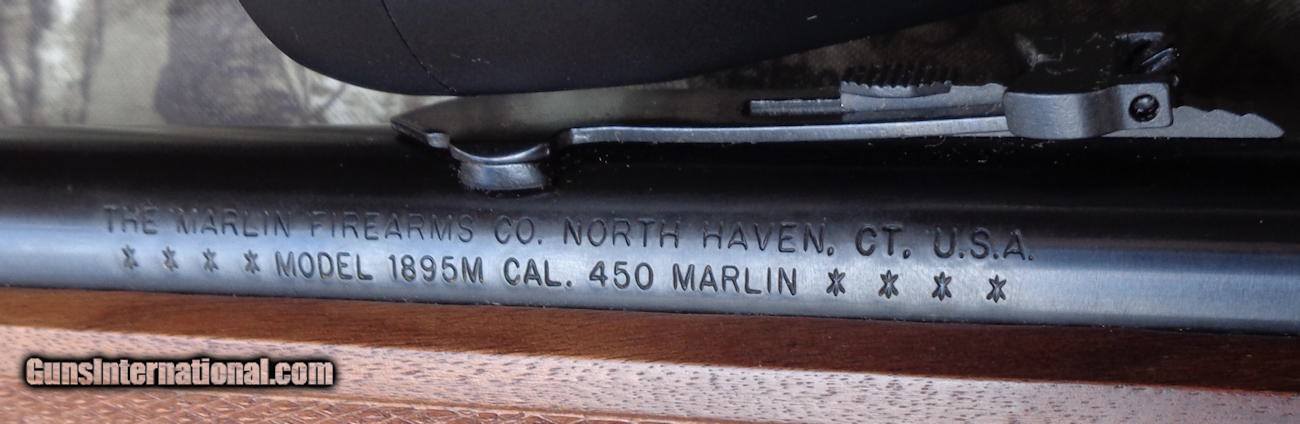 THE MARLIN FIREARMS CO. NORTH HAVEN, CT. U.S.A.
* * * * MODEL 1895M CAL. 450 MARLIN * * * *
GunsInternational.com